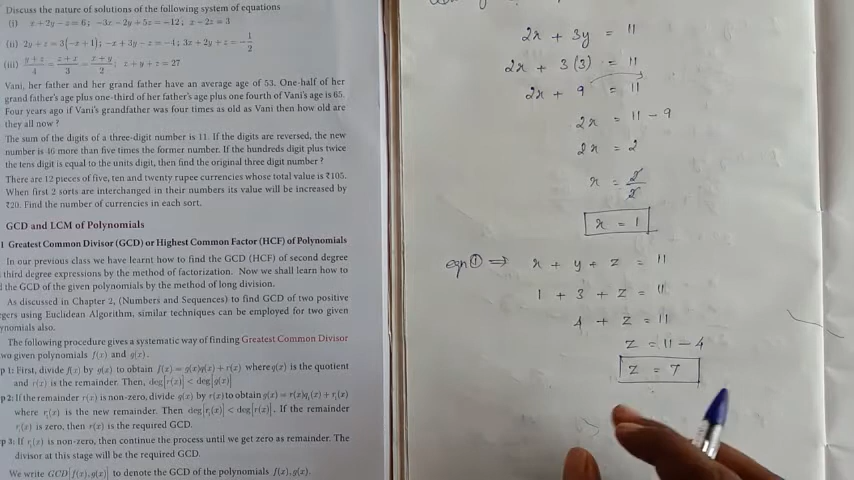 Discuss the nature of solutions of the following system of equations
(i) x+2y−z=6; −3x−2y+5z=−12; x−2z=3
(ii) 2y+z=3(−x+1); −x+3y−z=−4; 3x+2y+z=−1/2
(iii) (y+z)/4 = (z+x)/3 = (x+y)/2; x+y+z=27
Vani, her father and her grand father have an average age of 53. One-half of her
grand father's age plus one-third of her father's age plus one fourth of Vani's age is 65.
Four years ago if Vani's grandfather was four times as old as Vani then how old are
they all now ?
The sum of the digits of a three-digit number is 11. If the digits are reversed, the new
number is 46 more than five times the former number. If the hundreds digit plus twice
the tens digit is equal to the units digit, then find the original three digit number ?
There are 12 pieces of five, ten and twenty rupee currencies whose total value is ₹105.
When first 2 sorts are interchanged in their numbers its value will be increased by
₹20. Find the number of currencies in each sort.
GCD and LCM of Polynomials
1 Greatest Common Divisor (GCD) or Highest Common Factor (HCF) of Polynomials
In our previous class we have learnt how to find the GCD (HCF) of second degree
third degree expressions by the method of factorization. Now we shall learn how to
the GCD of the given polynomials by the method of long division.
As discussed in Chapter 2, (Numbers and Sequences) to find GCD of two positive
gers using Euclidean Algorithm, similar techniques can be employed for two given
ynomials also.
The following procedure gives a systematic way of finding Greatest Common Divisor
wo given polynomials f(x) and g(x).
p 1: First, divide f(x) by g(x) to obtain f(x)=g(x)q(x)+r(x) where q(x) is the quotient
and r(x) is the remainder. Then, deg[r(x)]<deg[g(x)]
p 2: If the remainder r(x) is non-zero, divide g(x) by r(x) to obtain g(x)=r(x)q₁(x)+r₁(x)
where r₁(x) is the new remainder. Then deg[r₁(x)]<deg[r(x)]. If the remainder
r₁(x) is zero, then r(x) is the required GCD.
p 3: If r₁(x) is non-zero, then continue the process until we get zero as remainder. The
divisor at this stage will be the required GCD.
We write GCD[f(x),g(x)] to denote the GCD of the polynomials f(x),g(x).
2x + 3y = 11
2x + 3(3) = 11
2x + 9 = 11
2x = 11 − 9
2x = 2
x = 2/2
x = 1
eqn ① ⇒ x + y + z = 11
1 + 3 + z = 11
4 + z = 11
z = 11 − 4
z = 7